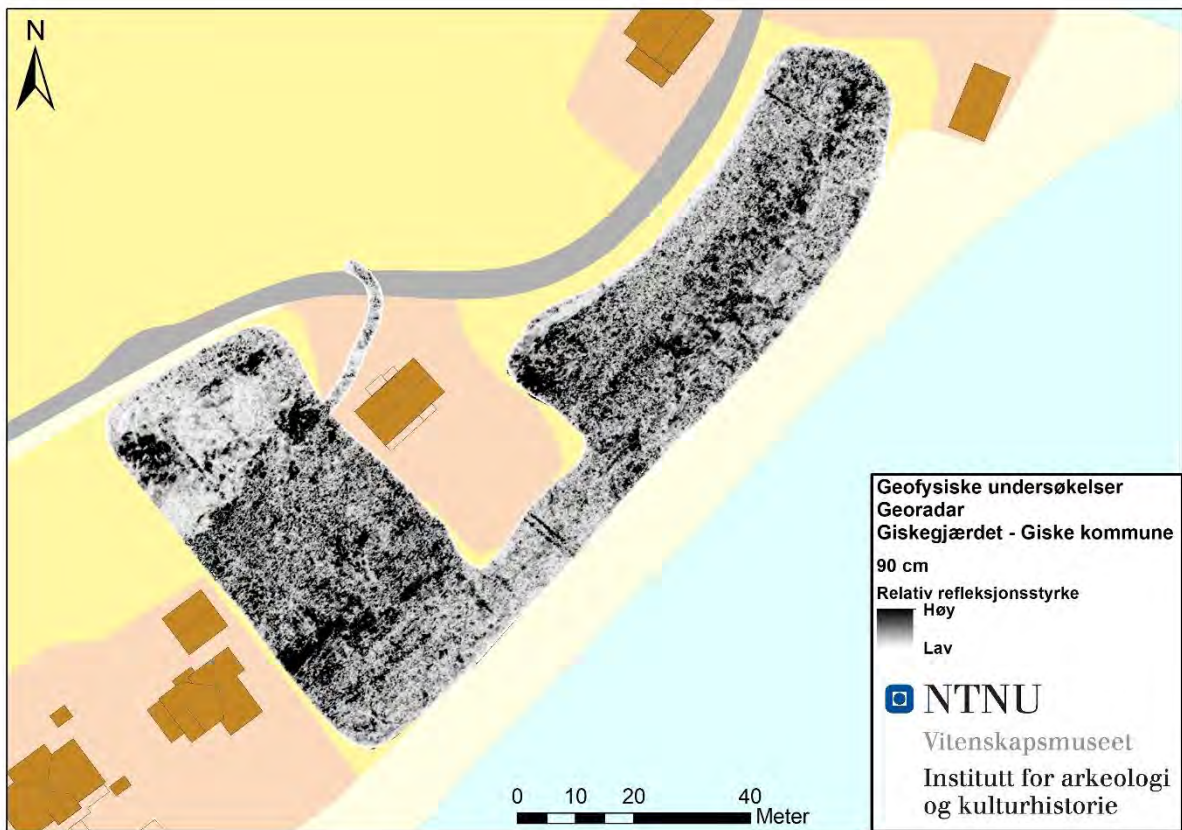 N
Geofysiske undersøkelser
Georadar
Giskegjærdet - Giske kommune
90 cm
Relativ refleksjonsstyrke
Høy
Lav
NTNU
Vitenskapsmuseet
Institutt for arkeologi
og kulturhistorie
0 10 20 40
Meter